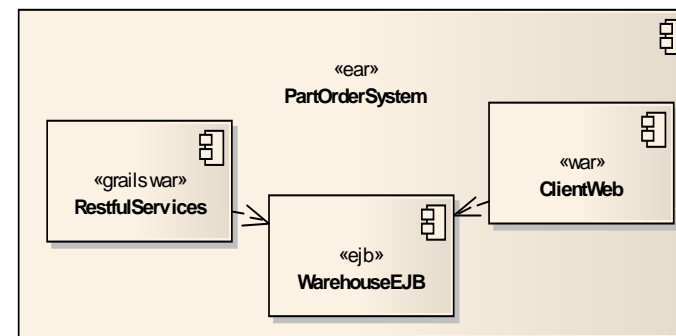 «ear»
PartOrderSystem
«grails war»
RestfulServices
«war»
ClientWeb
«ejb»
WarehouseEJB